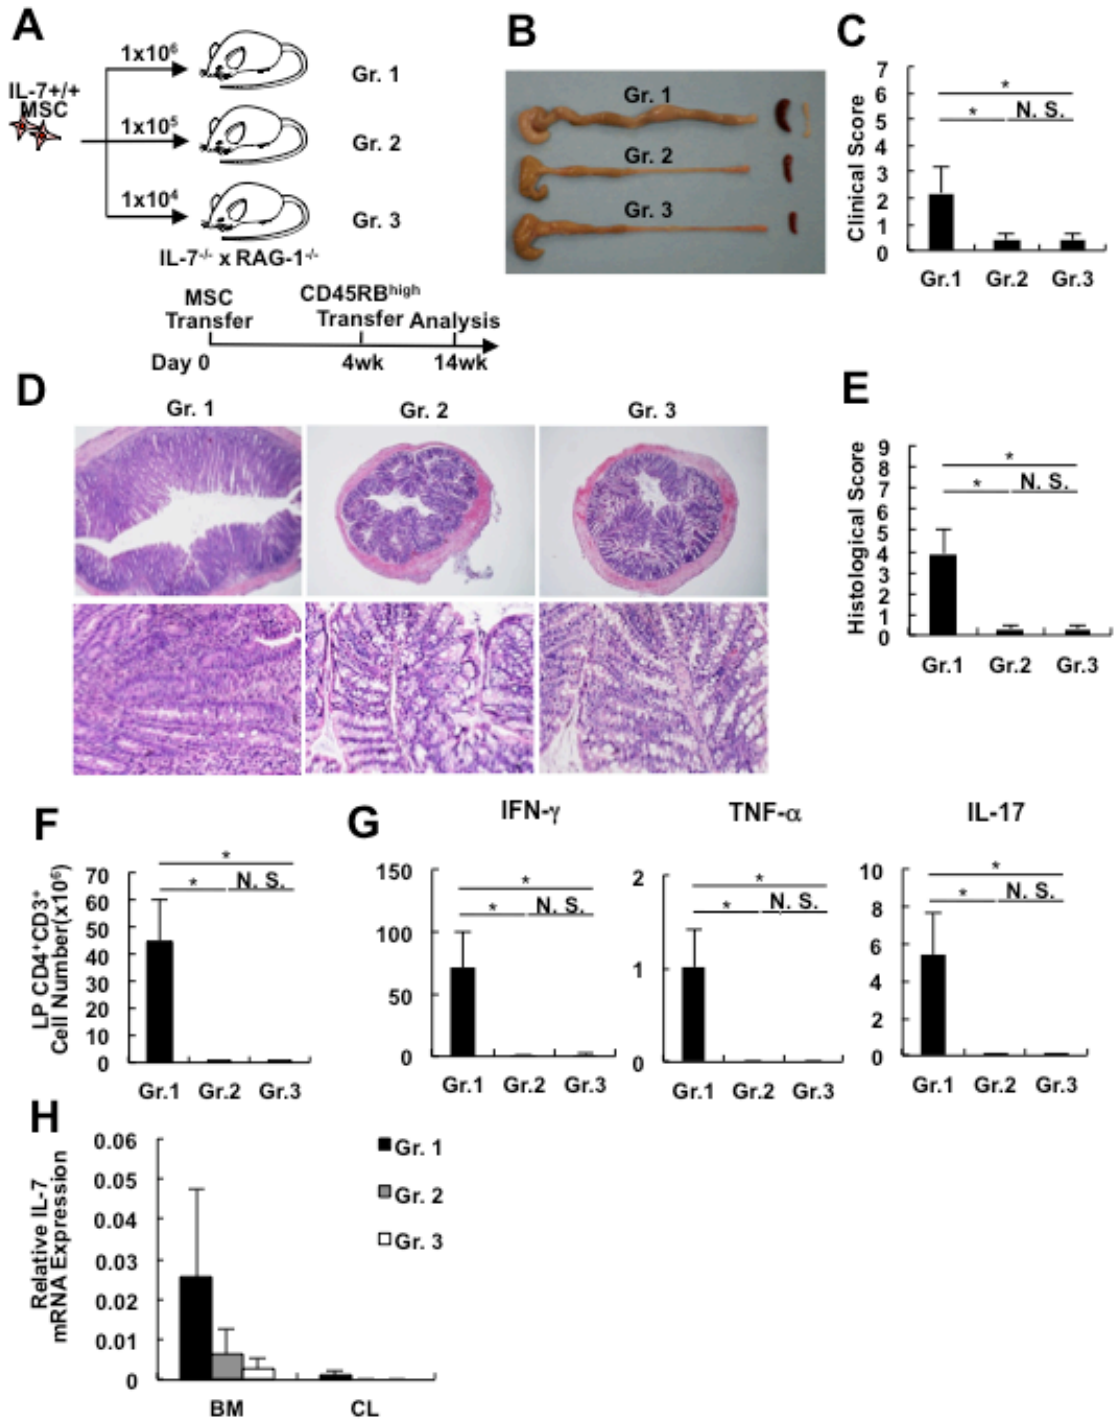 A
IL-7+/+
MSC
1x10⁶
Gr. 1
1x10⁵
Gr. 2
1x10⁴
Gr. 3
IL-7⁻/⁻ x RAG-1⁻/⁻
MSC
Transfer
CD45RBhigh
Transfer
Analysis
Day 0
4wk
14wk
B
Gr. 1
Gr. 2
Gr. 3
C
Clinical Score
7
6
5
4
3
2
1
0
*
*
N. S.
Gr.1
Gr.2
Gr.3
D
Gr. 1
Gr. 2
Gr. 3
E
Histological Score
9
8
7
6
5
4
3
2
1
0
*
*
N. S.
Gr.1
Gr.2
Gr.3
F
LP CD4⁺CD3⁺
Cell Number(x10⁶)
70
60
50
40
30
20
10
0
*
*
N. S.
Gr.1
Gr.2
Gr.3
G
IFN-γ
150
100
50
0
*
*
N. S.
Gr.1
Gr.2
Gr.3
TNF-α
2
1
0
*
*
N. S.
Gr.1
Gr.2
Gr.3
IL-17
10
8
6
4
2
0
*
*
N. S.
Gr.1
Gr.2
Gr.3
H
Relative IL-7
mRNA Expression
0.06
0.05
0.04
0.03
0.02
0.01
0
Gr. 1
Gr. 2
Gr. 3
BM
CL